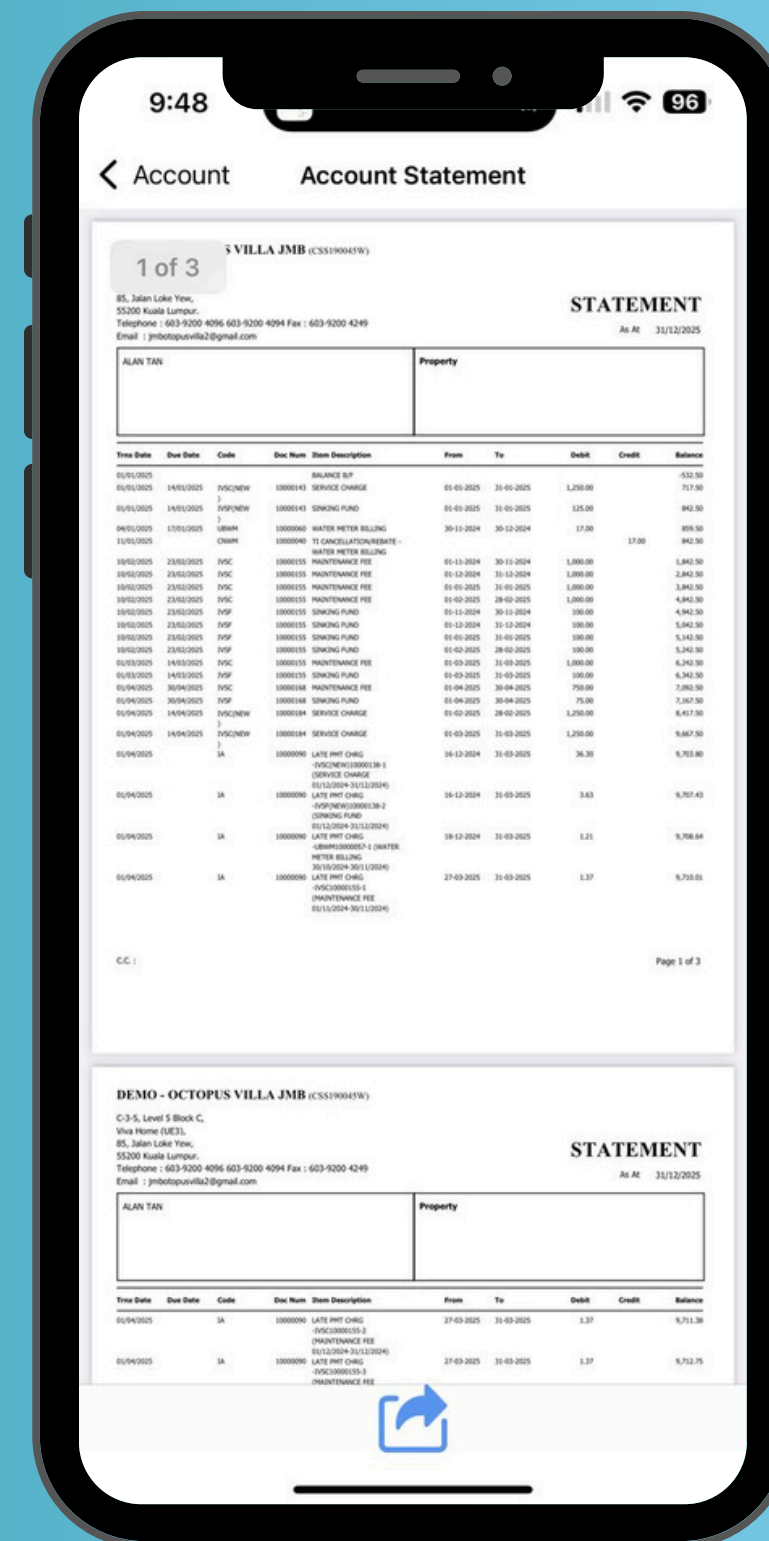 9:48
96
Account
Account Statement
1 of 3
S VILLA JMB (CSS190045W)
85, Jalan Loke Yew,
55200 Kuala Lumpur.
Telephone : 603-9200 4096 603-9200 4094 Fax : 603-9200 4249
Email : jmbotopusvilla2@gmail.com
STATEMENT
As At 31/12/2025
ALAN TAN
Property
Trnx Date Due Date Code Doc Num Item Description From To Debit Credit Balance
01/01/2025 BALANCE B/F -532.50
01/01/2025 14/01/2025 IVSC(NEW 10000143 SERVICE CHARGE 01-01-2025 31-01-2025 1,250.00 717.50
)
01/01/2025 14/01/2025 IVSF(NEW 10000143 SINKING FUND 01-01-2025 31-01-2025 125.00 842.50
)
04/01/2025 17/01/2025 UBWM 10000060 WATER METER BILLING 30-11-2024 30-12-2024 17.00 859.50
11/01/2025 CNWM 10000040 TI CANCELLATION/REBATE - 17.00 842.50
WATER METER BILLING
10/02/2025 23/02/2025 IVSC 10000155 MAINTENANCE FEE 01-11-2024 30-11-2024 1,000.00 1,842.50
10/02/2025 23/02/2025 IVSC 10000155 MAINTENANCE FEE 01-12-2024 31-12-2024 1,000.00 2,842.50
10/02/2025 23/02/2025 IVSC 10000155 MAINTENANCE FEE 01-01-2025 31-01-2025 1,000.00 3,842.50
10/02/2025 23/02/2025 IVSC 10000155 MAINTENANCE FEE 01-02-2025 28-02-2025 1,000.00 4,842.50
10/02/2025 23/02/2025 IVSF 10000155 SINKING FUND 01-11-2024 30-11-2024 100.00 4,942.50
10/02/2025 23/02/2025 IVSF 10000155 SINKING FUND 01-12-2024 31-12-2024 100.00 5,042.50
10/02/2025 23/02/2025 IVSF 10000155 SINKING FUND 01-01-2025 31-01-2025 100.00 5,142.50
10/02/2025 23/02/2025 IVSF 10000155 SINKING FUND 01-02-2025 28-02-2025 100.00 5,242.50
01/03/2025 14/03/2025 IVSC 10000155 MAINTENANCE FEE 01-03-2025 31-03-2025 1,000.00 6,242.50
01/03/2025 14/03/2025 IVSF 10000155 SINKING FUND 01-03-2025 31-03-2025 100.00 6,342.50
01/04/2025 30/04/2025 IVSC 10000168 MAINTENANCE FEE 01-04-2025 30-04-2025 750.00 7,092.50
01/04/2025 30/04/2025 IVSF 10000168 SINKING FUND 01-04-2025 30-04-2025 75.00 7,167.50
01/04/2025 14/04/2025 IVSC(NEW 10000184 SERVICE CHARGE 01-02-2025 28-02-2025 1,250.00 8,417.50
)
01/04/2025 14/04/2025 IVSC(NEW 10000184 SERVICE CHARGE 01-03-2025 31-03-2025 1,250.00 9,667.50
)
01/04/2025 IA 10000090 LATE PMT CHRG 16-12-2024 31-03-2025 36.30 9,703.80
-IVSC(NEW)10000138-1
(SERVICE CHARGE
01/12/2024-31/12/2024)
01/04/2025 IA 10000090 LATE PMT CHRG 16-12-2024 31-03-2025 3.63 9,707.43
-IVSF(NEW)10000138-2
(SINKING FUND
01/12/2024-31/12/2024)
01/04/2025 IA 10000090 LATE PMT CHRG 18-12-2024 31-03-2025 1.21 9,708.64
-UBWM10000057-1 (WATER
METER BILLING
30/10/2024-30/11/2024)
01/04/2025 IA 10000090 LATE PMT CHRG 27-03-2025 31-03-2025 1.37 9,710.01
-IVSC10000155-1
(MAINTENANCE FEE
01/11/2024-30/11/2024)
C.C. :
Page 1 of 3
DEMO - OCTOPUS VILLA JMB (CSS190045W)
C-3-5, Level 5 Block C,
Viva Home (UE3),
85, Jalan Loke Yew,
55200 Kuala Lumpur.
Telephone : 603-9200 4096 603-9200 4094 Fax : 603-9200 4249
Email : jmbotopusvilla2@gmail.com
STATEMENT
As At 31/12/2025
ALAN TAN
Property
Trnx Date Due Date Code Doc Num Item Description From To Debit Credit Balance
01/04/2025 IA 10000090 LATE PMT CHRG 27-03-2025 31-03-2025 1.37 9,711.38
-IVSC10000155-2
(MAINTENANCE FEE
01/12/2024-31/12/2024)
01/04/2025 IA 10000090 LATE PMT CHRG 27-03-2025 31-03-2025 1.37 9,712.75
-IVSC10000155-3
(MAINTENANCE FEE